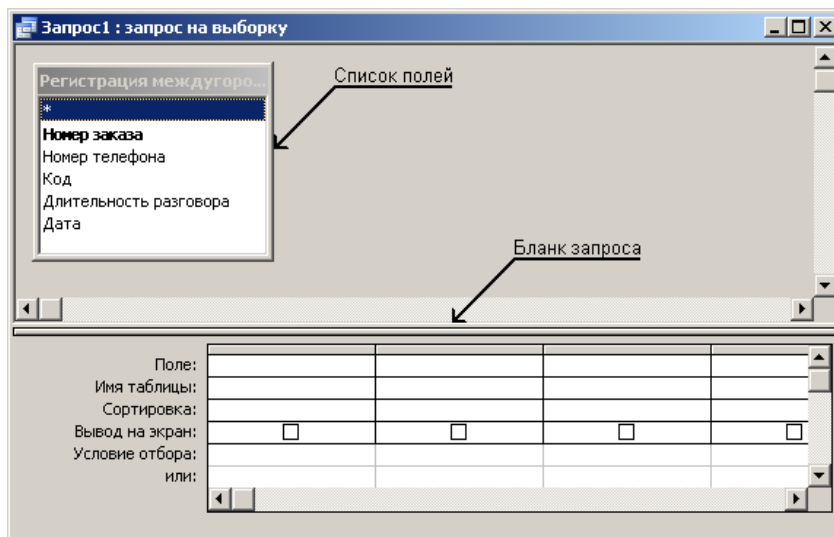 Запрос1 : запрос на выборку
Регистрация междугоро...
Список полей
*
Номер заказа
Номер телефона
Код
Длительность разговора
Дата
Бланк запроса
Поле:
Имя таблицы:
Сортировка:
Вывод на экран:
Условие отбора:
или: